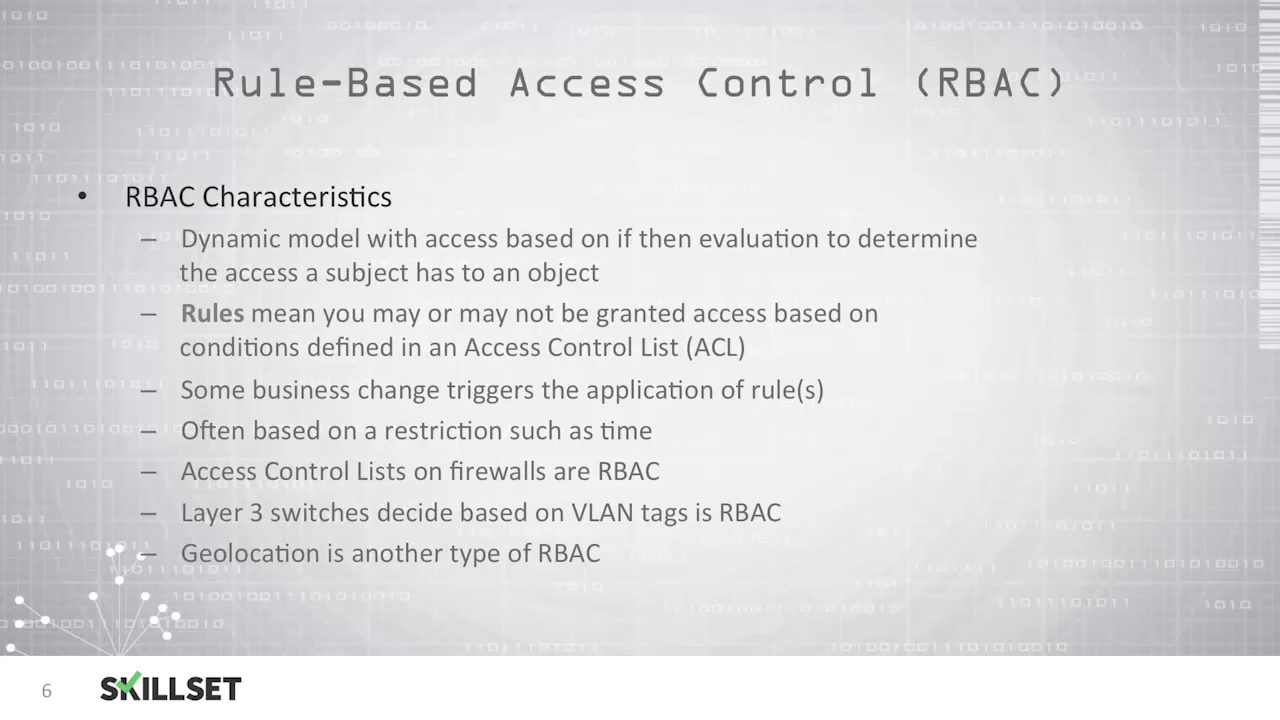 Rule-Based Access Control (RBAC)
• RBAC Characteristics
– Dynamic model with access based on if then evaluation to determine
the access a subject has to an object
– Rules mean you may or may not be granted access based on
conditions defined in an Access Control List (ACL)
– Some business change triggers the application of rule(s)
– Often based on a restriction such as time
– Access Control Lists on firewalls are RBAC
– Layer 3 switches decide based on VLAN tags is RBAC
– Geolocation is another type of RBAC
6
SKILLSET